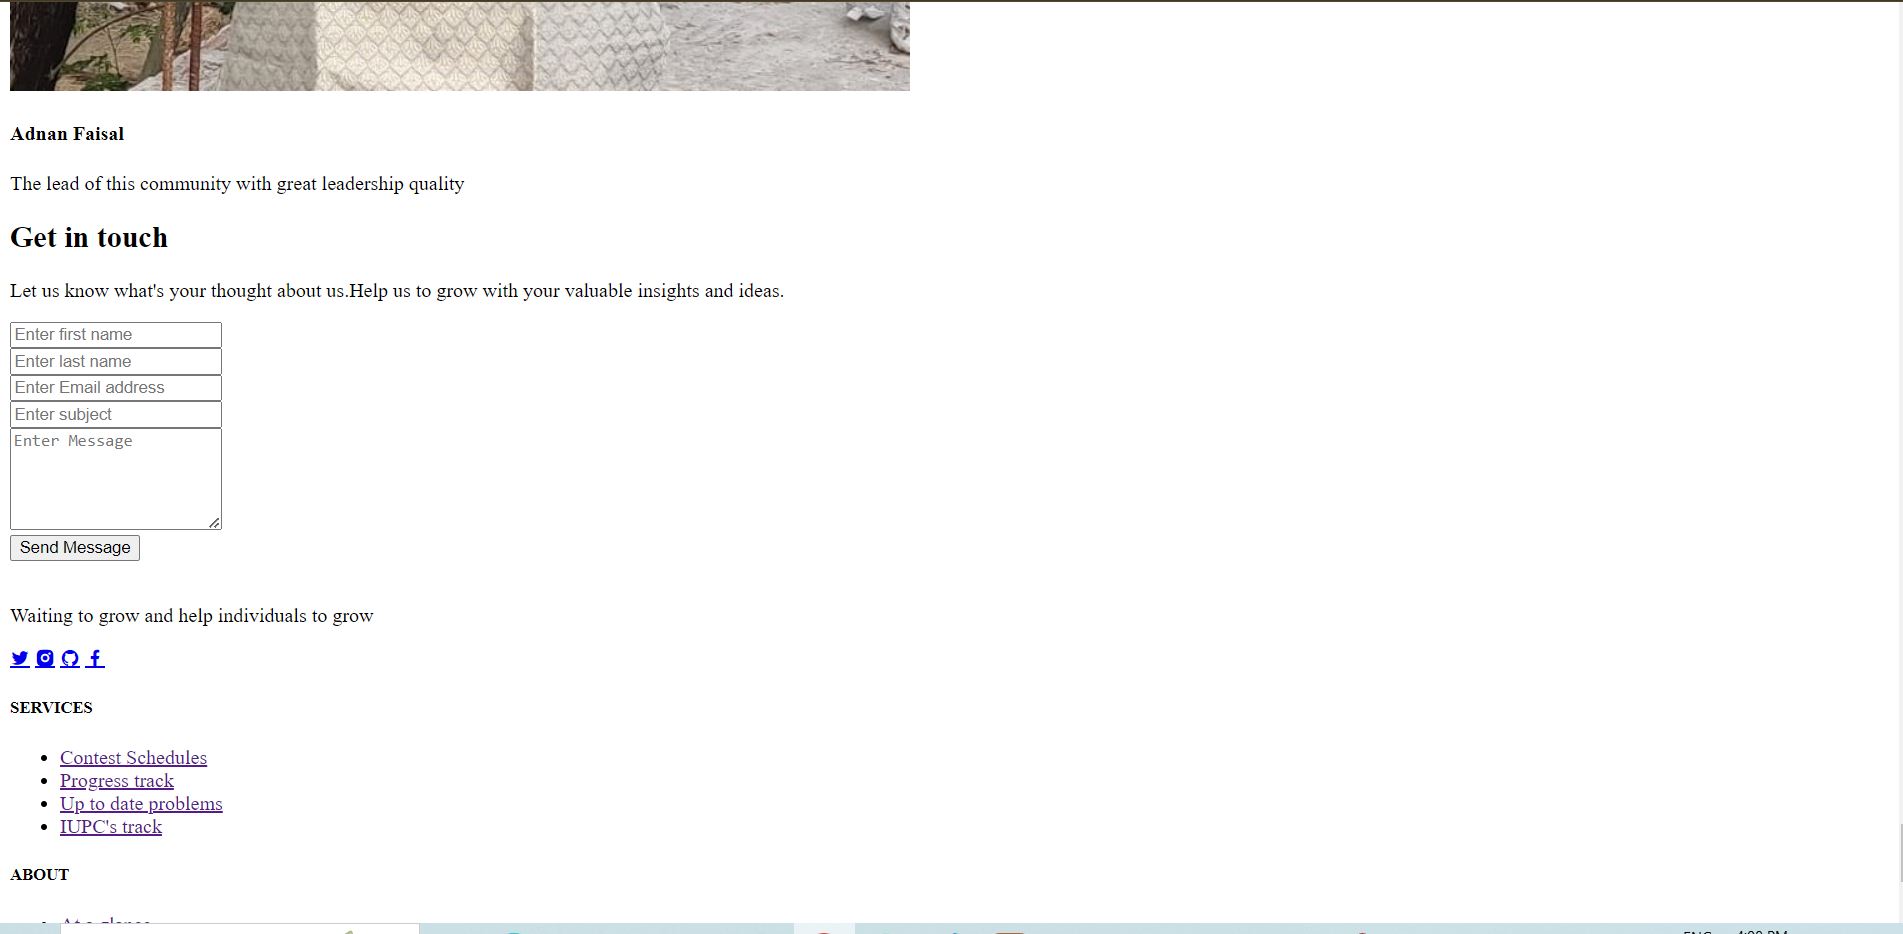 Adnan Faisal
The lead of this community with great leadership quality
Get in touch
Let us know what's your thought about us.Help us to grow with your valuable insights and ideas.
Enter first name
Enter last name
Enter Email address
Enter subject
Enter Message
Send Message
Waiting to grow and help individuals to grow
SERVICES
Contest Schedules
Progress track
Up to date problems
IUPC's track
ABOUT